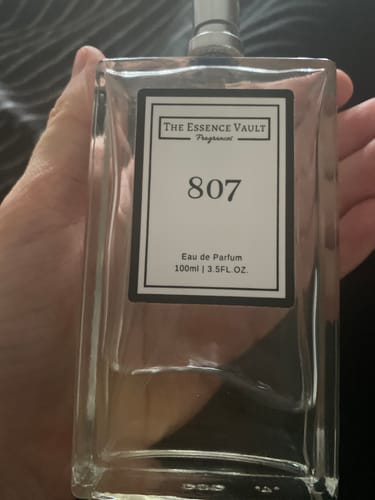 THE ESSENCE VAULT
Fragrances
807
Eau de Parfum
100ml | 3.5FL.OZ.